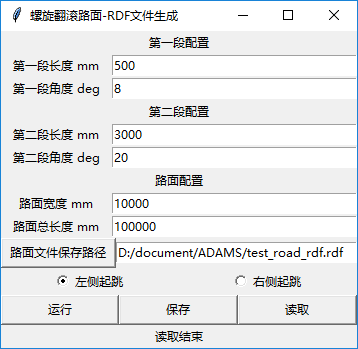 螺旋翻滚路面-RDF文件生成
第一段配置
第一段长度 mm 500
第一段角度 deg 8
第二段配置
第二段长度 mm 3000
第二段角度 deg 20
路面配置
路面宽度 mm 10000
路面总长度 mm 100000
路面文件保存路径 D:/document/ADAMS/test_road_rdf.rdf
左侧起跳 右侧起跳
运行 保存 读取
读取结束